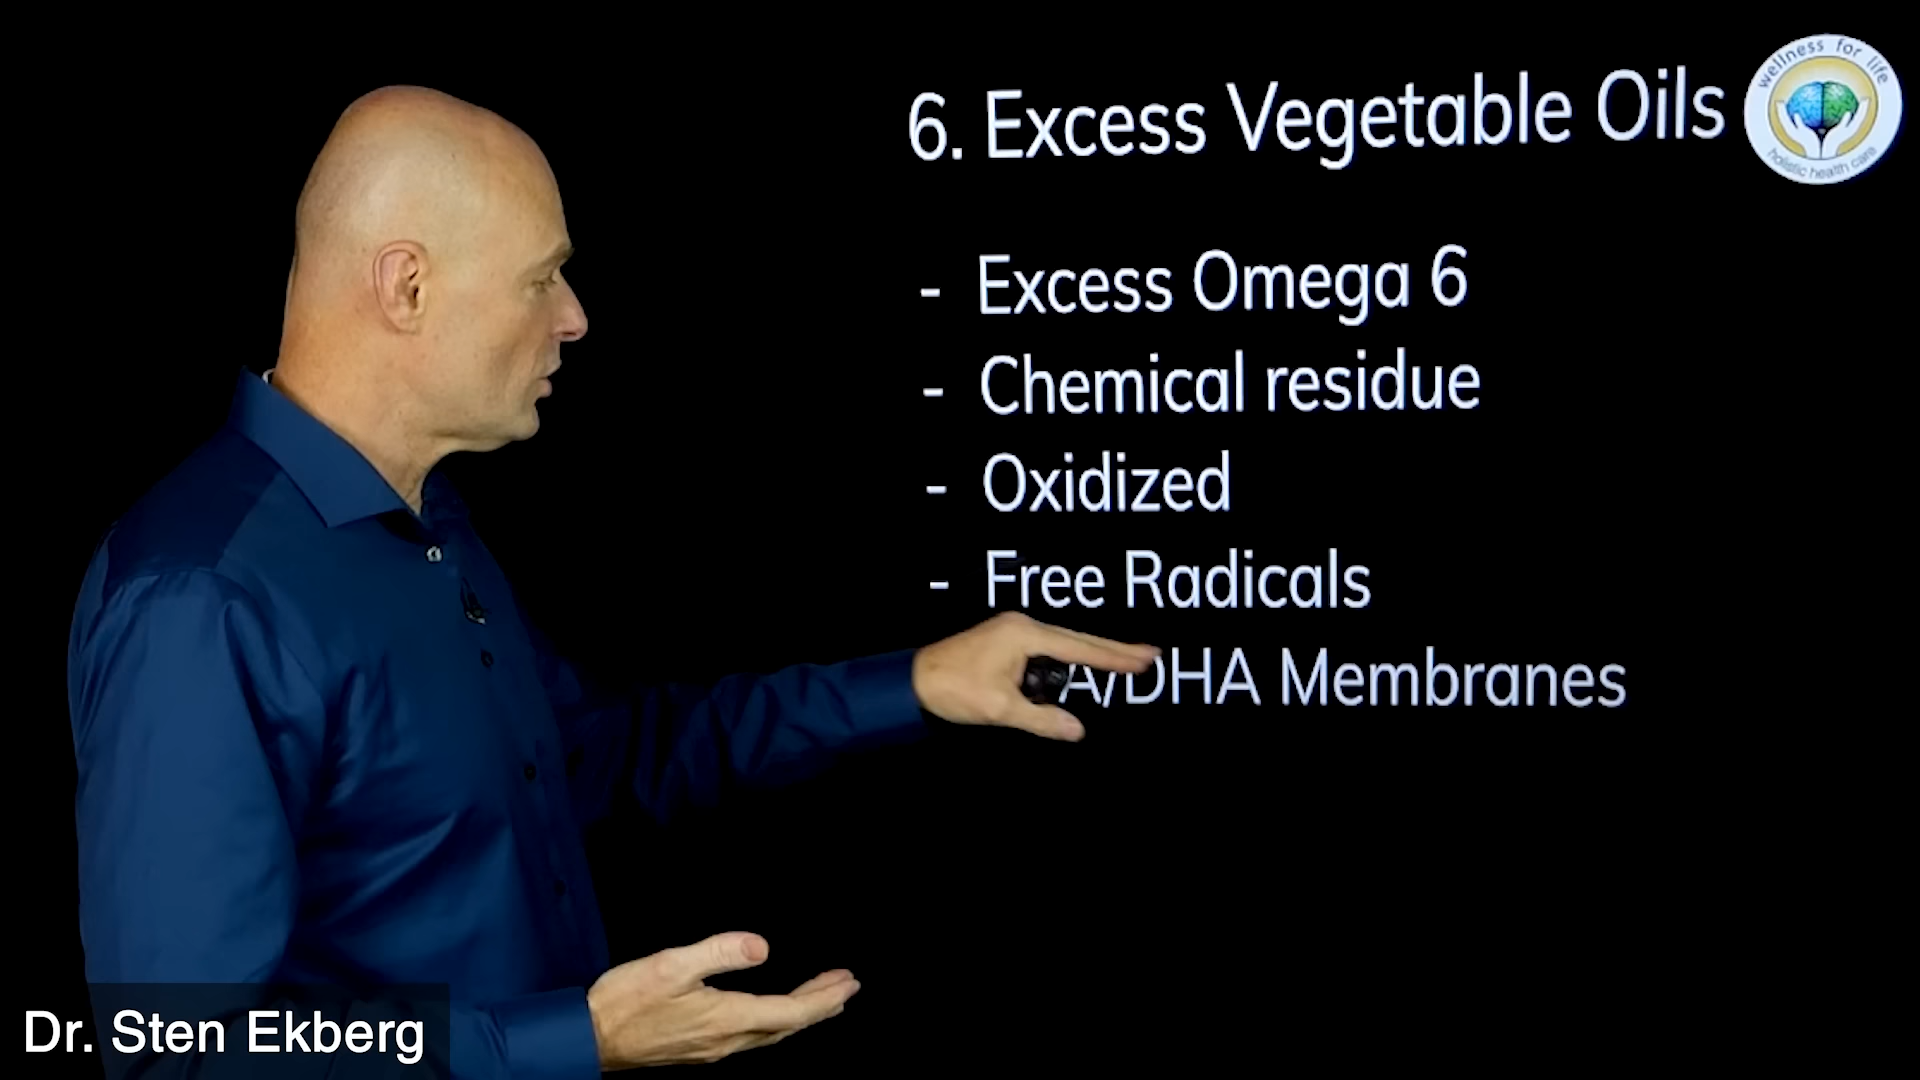 6. Excess Vegetable Oils
wellness for life
holistic health care
- Excess Omega 6
- Chemical residue
- Oxidized
- Free Radicals
A/DHA Membranes
Dr. Sten Ekberg